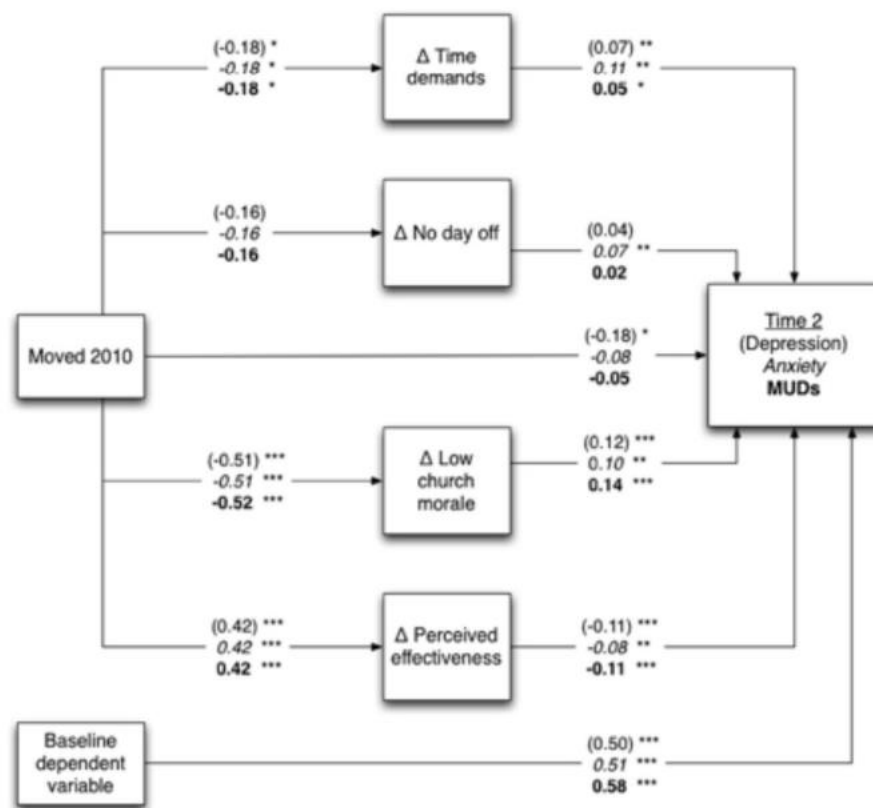 (-0.18) *
-0.18 *
-0.18 *
Δ Time
demands
(0.07) **
0.11 **
0.05 *
(-0.16)
-0.16
-0.16
Δ No day off
(0.04)
0.07 **
0.02
Moved 2010
(-0.18) *
-0.08
-0.05
Time 2
(Depression)
Anxiety
MUDs
(-0.51) ***
-0.51 ***
-0.52 ***
Δ Low
church
morale
(0.12) ***
0.10 **
0.14 ***
(0.42) ***
0.42 ***
0.42 ***
Δ Perceived
effectiveness
(-0.11) ***
-0.08 **
-0.11 ***
Baseline
dependent
variable
(0.50) ***
0.51 ***
0.58 ***